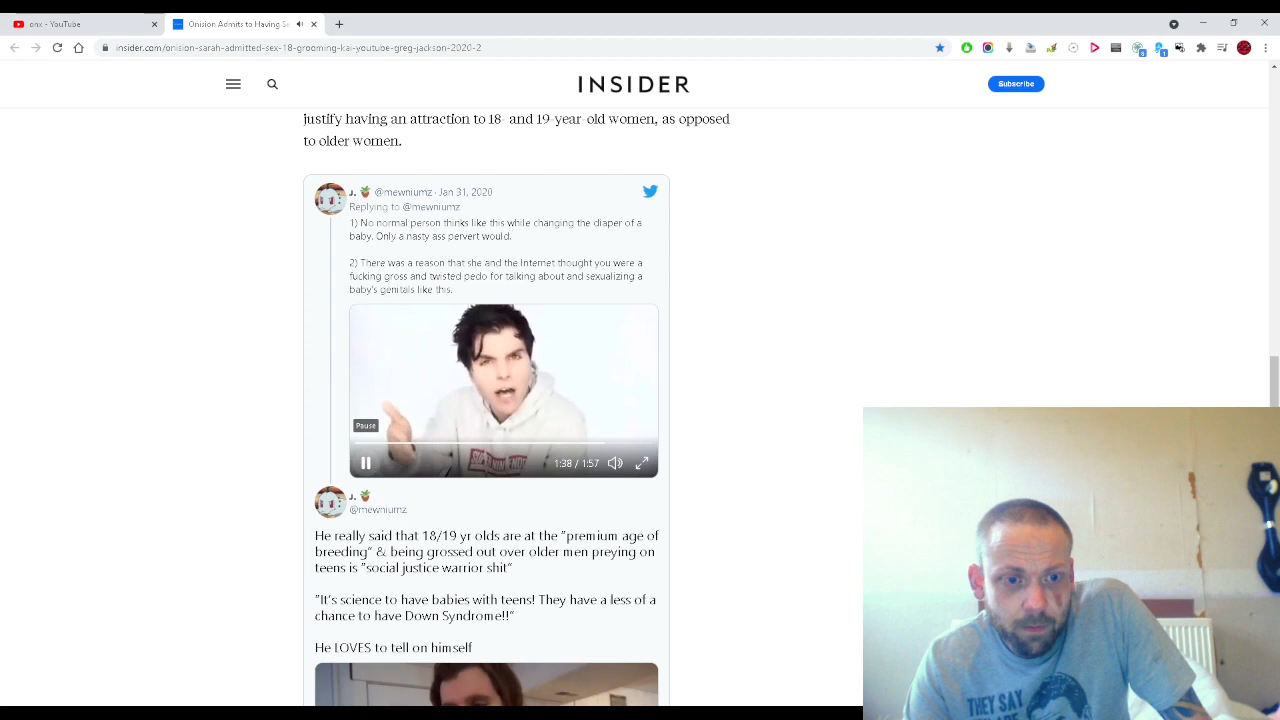 onx - YouTube
Onision Admits to Having Se
insider.com/onision-sarah-admitted-sex-18-grooming-kai-youtube-greg-jackson-2020-2
INSIDER
Subscribe
justify having an attraction to 18- and 19-year-old women, as opposed
to older women.
J. @mewniumz · Jan 31, 2020
Replying to @mewniumz
1) No normal person thinks like this while changing the diaper of a
baby. Only a nasty ass pervert would.
2) There was a reason that she and the Internet thought you were a
fucking gross and twisted pedo for talking about and sexualizing a
baby's genitals like this.
Pause
1:38 / 1:57
J.
@mewniumz
He really said that 18/19 yr olds are at the "premium age of
breeding" & being grossed out over older men preying on
teens is "social justice warrior shit"
"It's science to have babies with teens! They have a less of a
chance to have Down Syndrome!!"
He LOVES to tell on himself
THEY SAY